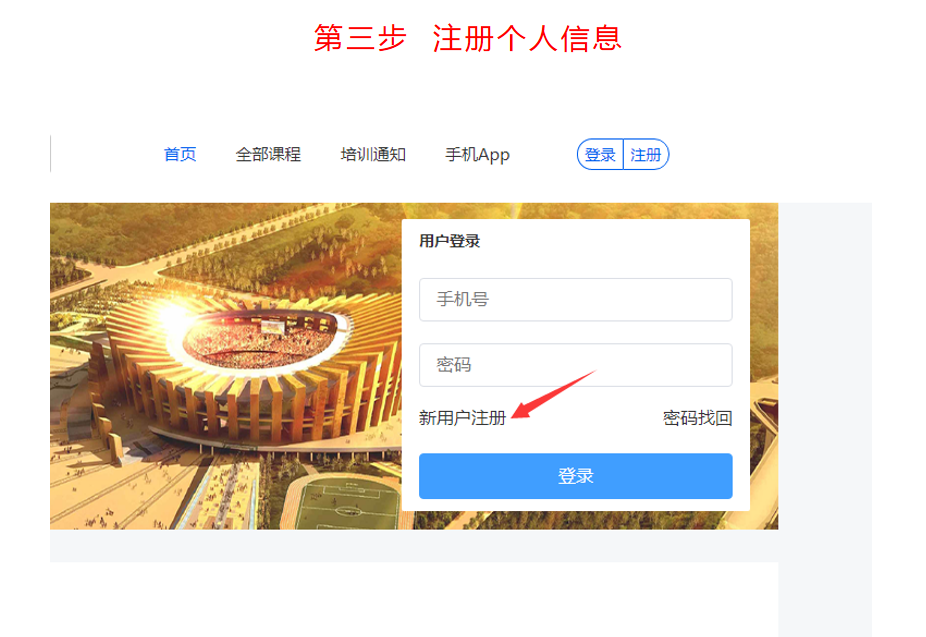 第三步 注册个人信息
首页 全部课程 培训通知 手机App 登录 注册
用户登录
手机号
密码
新用户注册 密码找回
登录